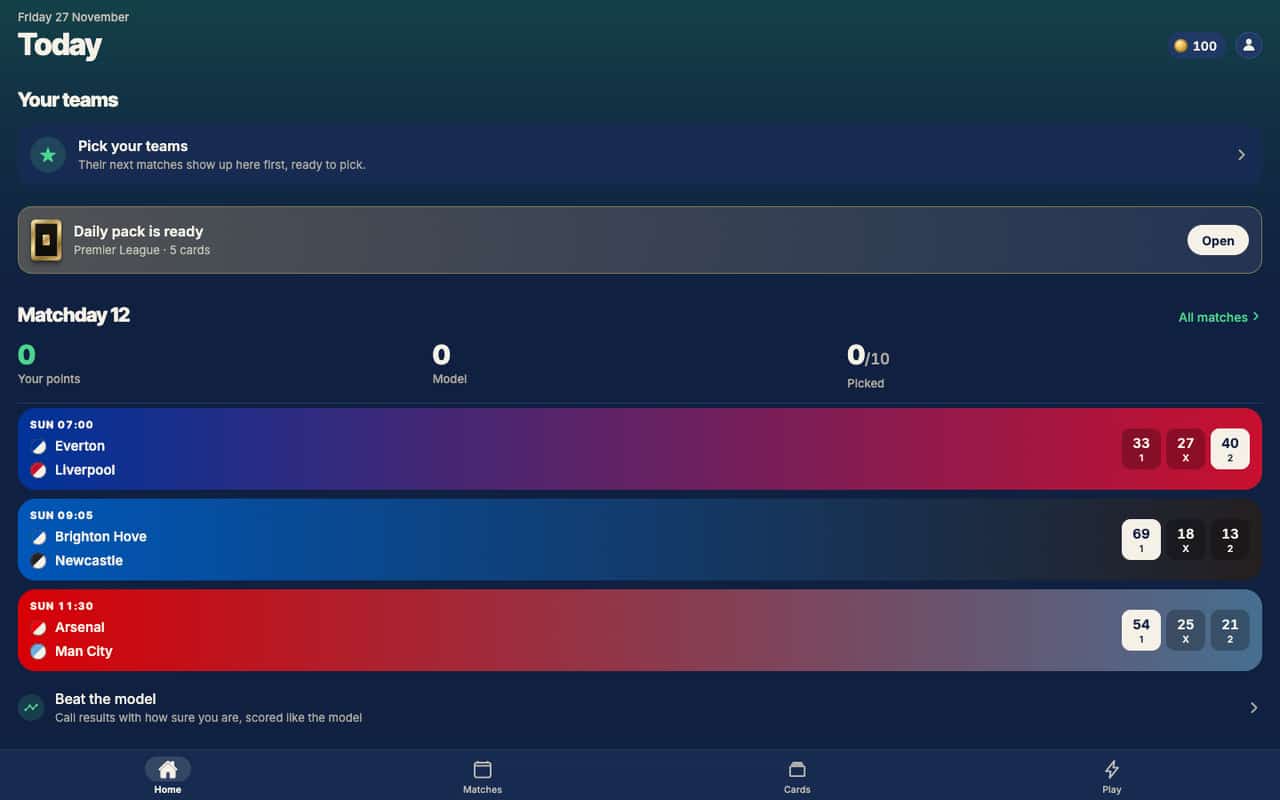 Friday 27 November
Today
100
Your teams
Pick your teams
Their next matches show up here first, ready to pick.
Daily pack is ready
Premier League · 5 cards
Open
Matchday 12
All matches
0
Your points
0
Model
0/10
Picked
SUN 07:00
Everton
Liverpool
33
1
27
X
40
2
SUN 09:05
Brighton Hove
Newcastle
69
1
18
X
13
2
SUN 11:30
Arsenal
Man City
54
1
25
X
21
2
Beat the model
Call results with how sure you are, scored like the model
Home
Matches
Cards
Play